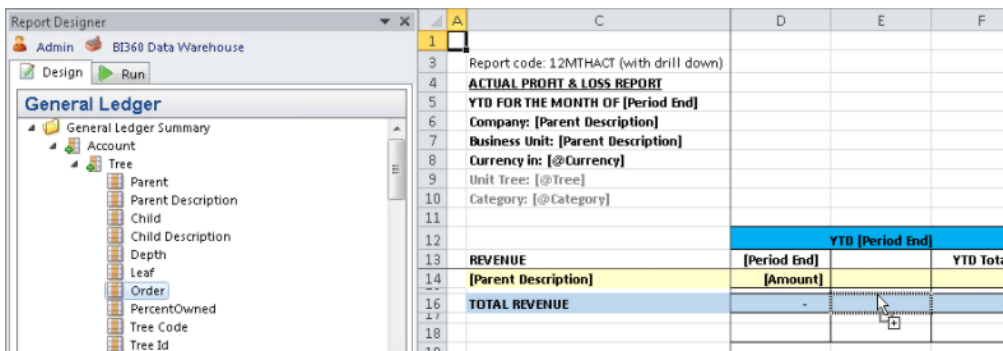 Report Designer
Admin BI360 Data Warehouse
Design Run
General Ledger
General Ledger Summary
Account
Tree
Parent
Parent Description
Child
Child Description
Depth
Leaf
Order
PercentOwned
Tree Code
Tree Id
A C D E F
1
3 Report code: 12MTHACT (with drill down)
4 ACTUAL PROFIT & LOSS REPORT
5 YTD FOR THE MONTH OF [Period End]
6 Company: [Parent Description]
7 Business Unit: [Parent Description]
8 Currency in: [@Currency]
9 Unit Tree: [@Tree]
10 Category: [@Category]
11
12 YTD [Period End]
13 REVENUE [Period End] YTD Tota
14 [Parent Description] [Amount]
16 TOTAL REVENUE -
17
18